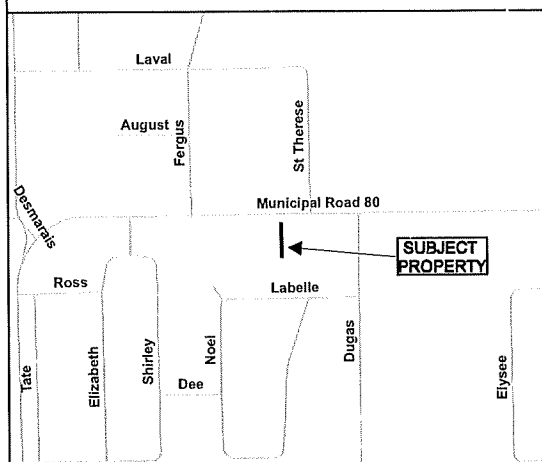 Laval
August
Fergus
St Therese
Municipal Road 80
Desmarais
SUBJECT
PROPERTY
Ross
Labelle
Tate
Elizabeth
Shirley
Noel
Dee
Dugas
Elysee